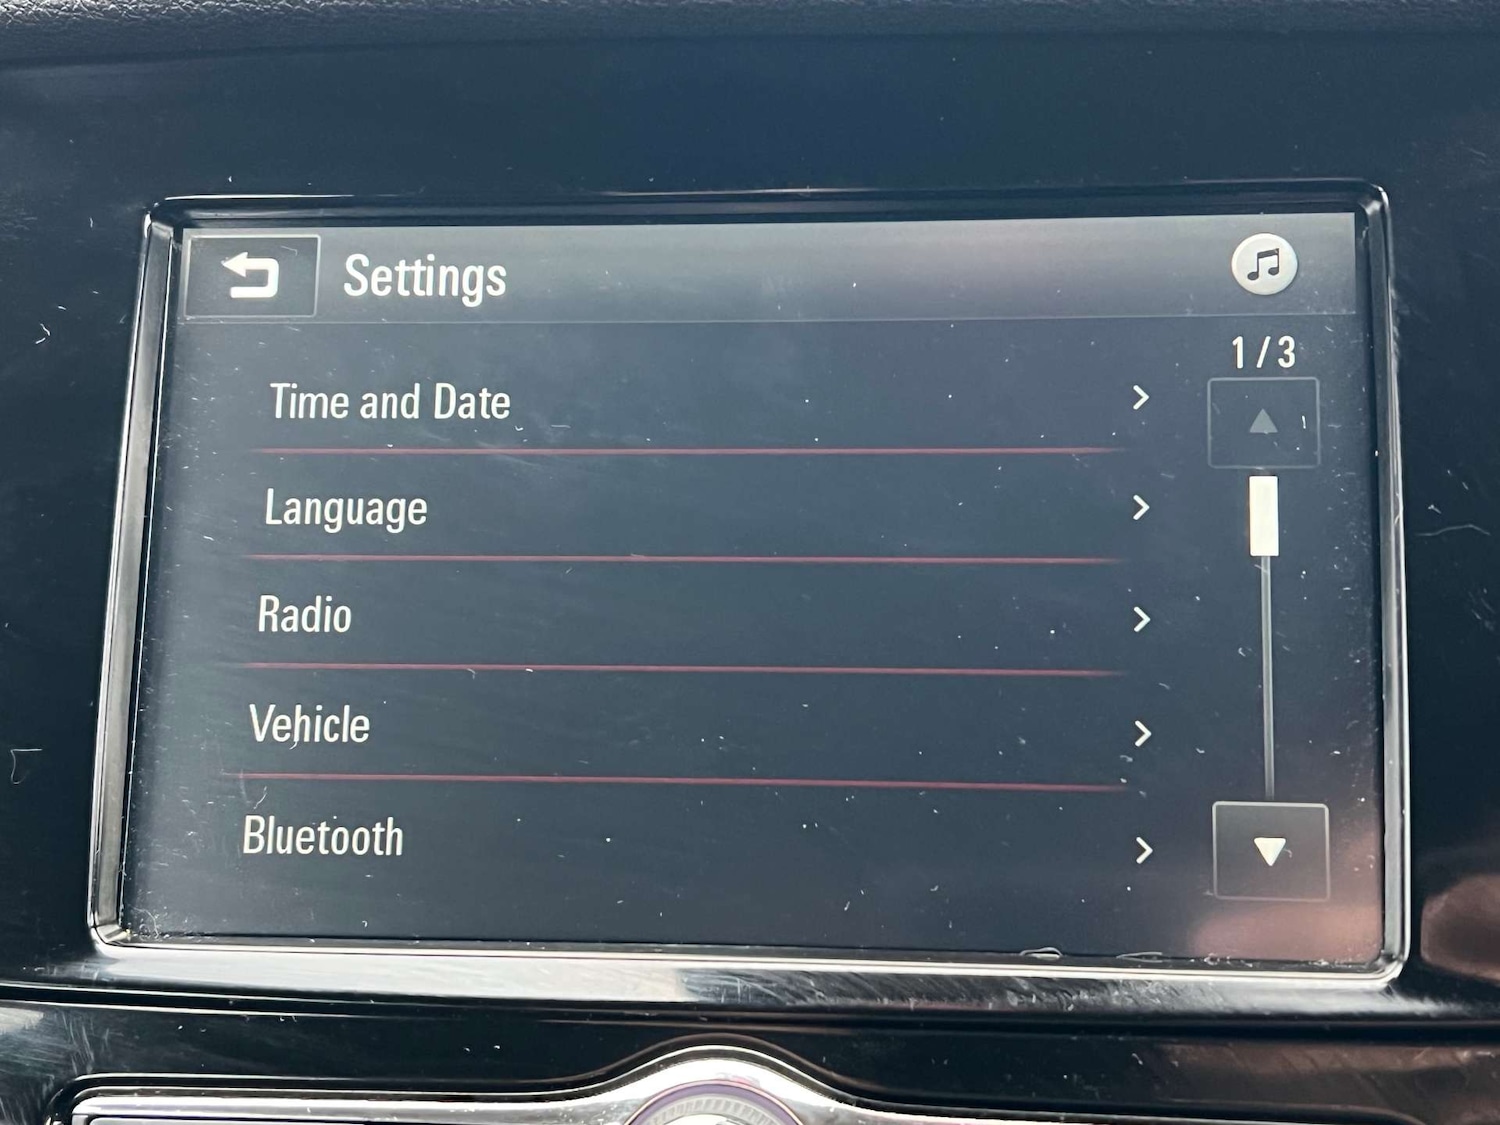 Settings
1/3
Time and Date
Language
Radio
Vehicle
Bluetooth